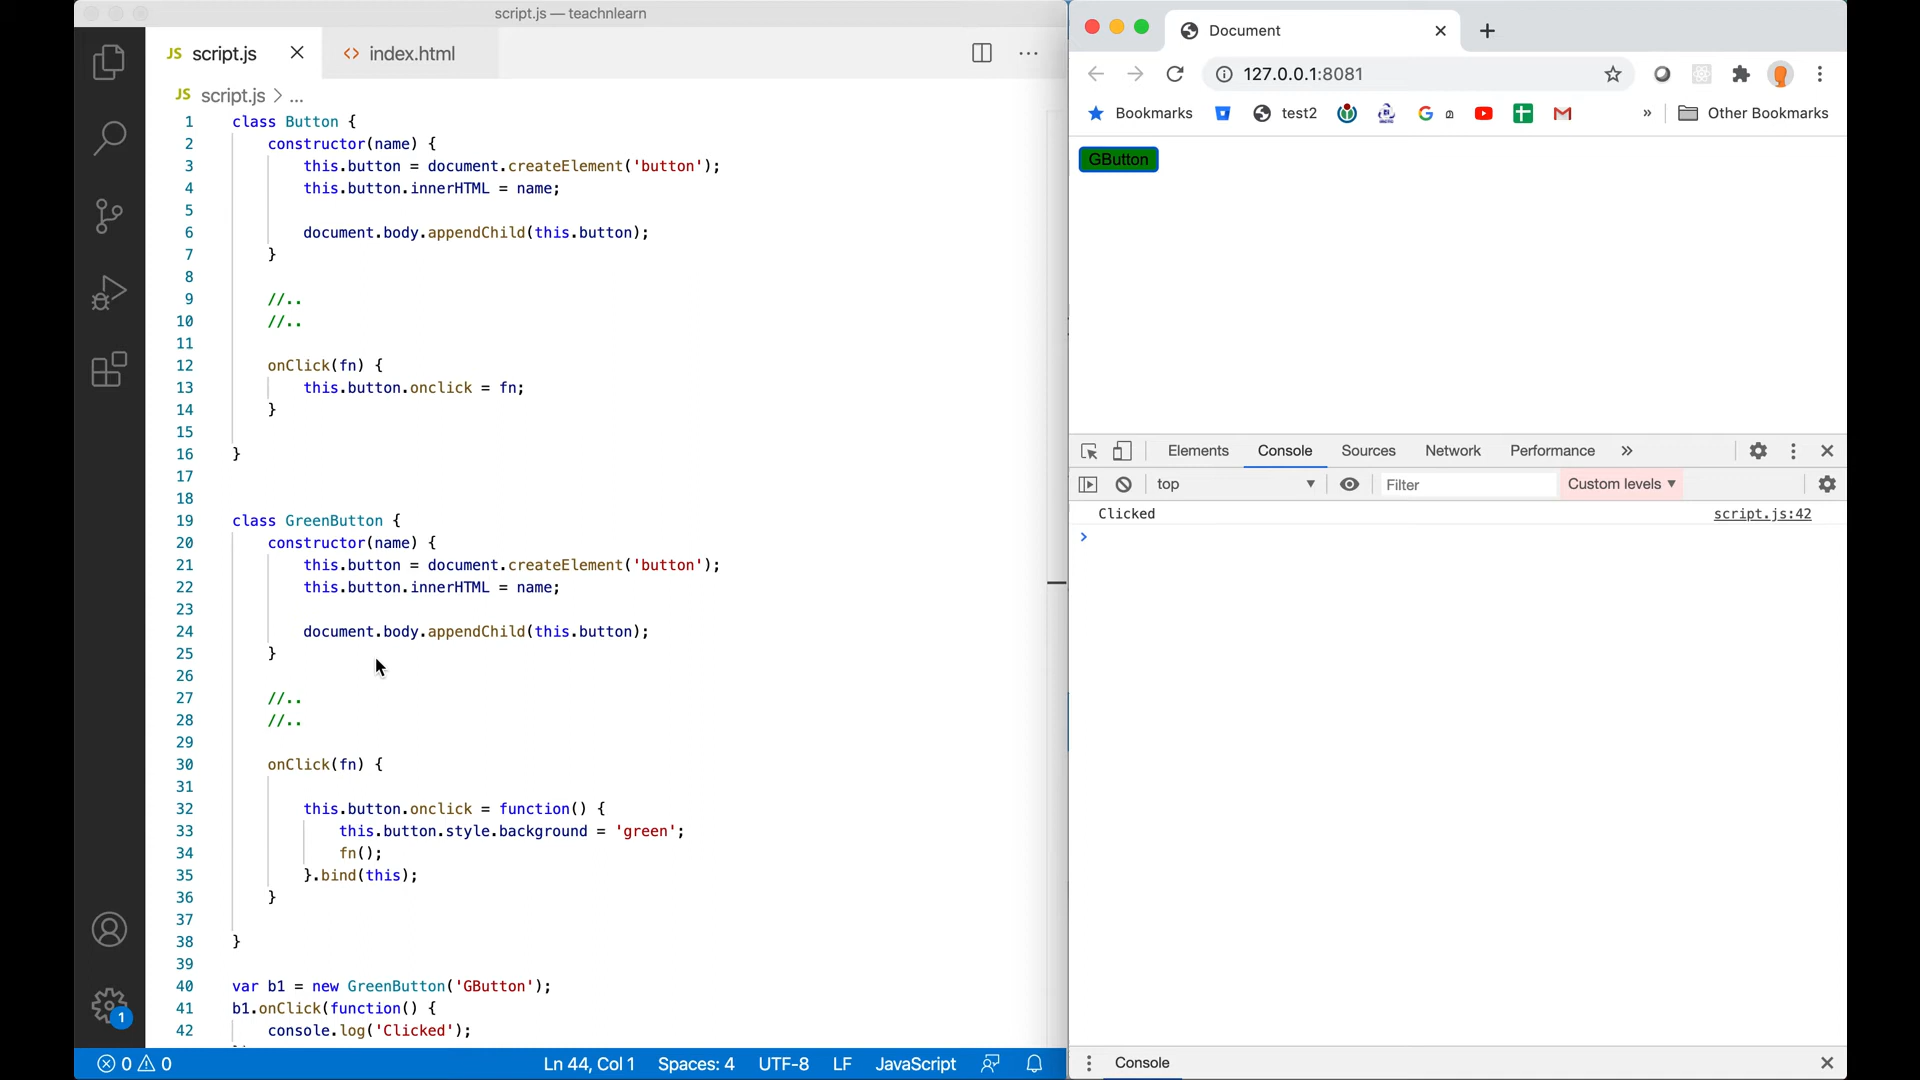 script.js — teachnlearn
JS script.js
<> index.html
JS script.js > ...
1 class Button {
2 constructor(name) {
3 this.button = document.createElement('button');
4 this.button.innerHTML = name;
5
6 document.body.appendChild(this.button);
7 }
8
9 //..
10 //..
11
12 onClick(fn) {
13 this.button.onclick = fn;
14 }
15
16 }
17
18
19 class GreenButton {
20 constructor(name) {
21 this.button = document.createElement('button');
22 this.button.innerHTML = name;
23
24 document.body.appendChild(this.button);
25 }
26
27 //..
28 //..
29
30 onClick(fn) {
31
32 this.button.onclick = function() {
33 this.button.style.background = 'green';
34 fn();
35 }.bind(this);
36 }
37
38 }
39
40 var b1 = new GreenButton('GButton');
41 b1.onClick(function() {
42 console.log('Clicked');
1
0 0 Ln 44, Col 1 Spaces: 4 UTF-8 LF JavaScript
Document
127.0.0.1:8081
Bookmarks test2 » Other Bookmarks
GButton
Elements Console Sources Network Performance »
top Filter Custom levels
Clicked script.js:42
>
Console